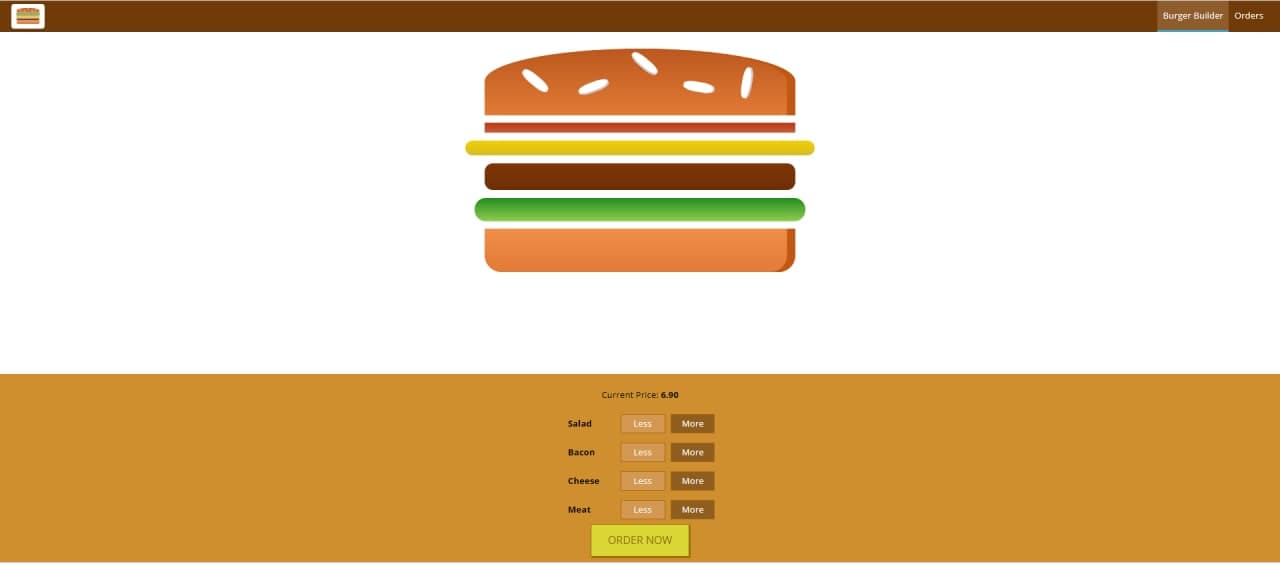 Burger Builder Orders
Current Price: 6.90
Salad Less More
Bacon Less More
Cheese Less More
Meat Less More
ORDER NOW